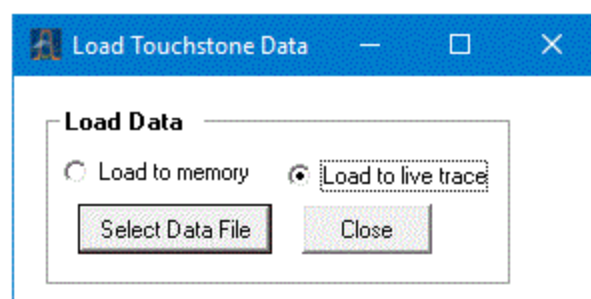 Load Touchstone Data
Load Data
Load to memory Load to live trace
Select Data File Close